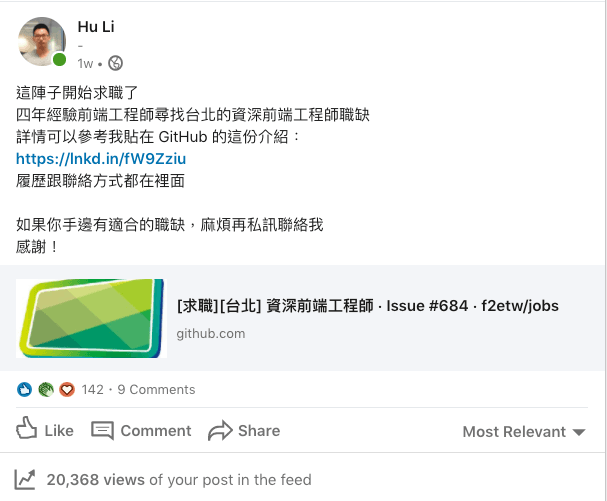 Hu Li
-
1w •
這陣子開始求職了
四年經驗前端工程師尋找台北的資深前端工程師職缺
詳情可以參考我貼在 GitHub 的這份介紹：
https://lnkd.in/fW9Zziu
履歷跟聯絡方式都在裡面
如果你手邊有適合的職缺，麻煩再私訊聯絡我
感謝！
[求職][台北] 資深前端工程師 · Issue #684 · f2etw/jobs
github.com
142 · 9 Comments
Like Comment Share Most Relevant
20,368 views of your post in the feed